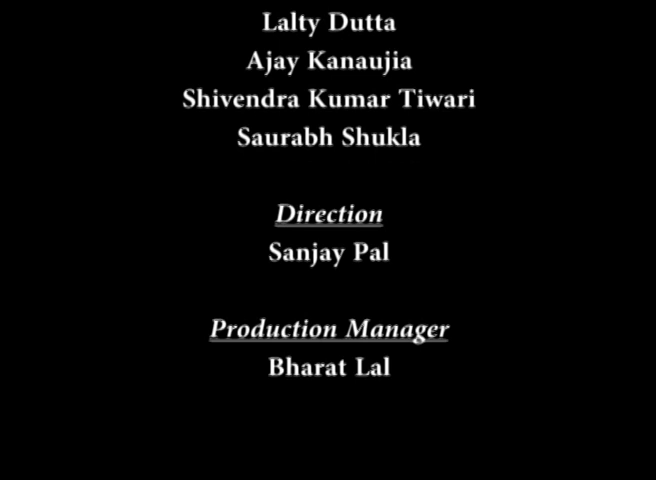 Lalty Dutta
Ajay Kanaujia
Shivendra Kumar Tiwari
Saurabh Shukla
Direction
Sanjay Pal
Production Manager
Bharat Lal